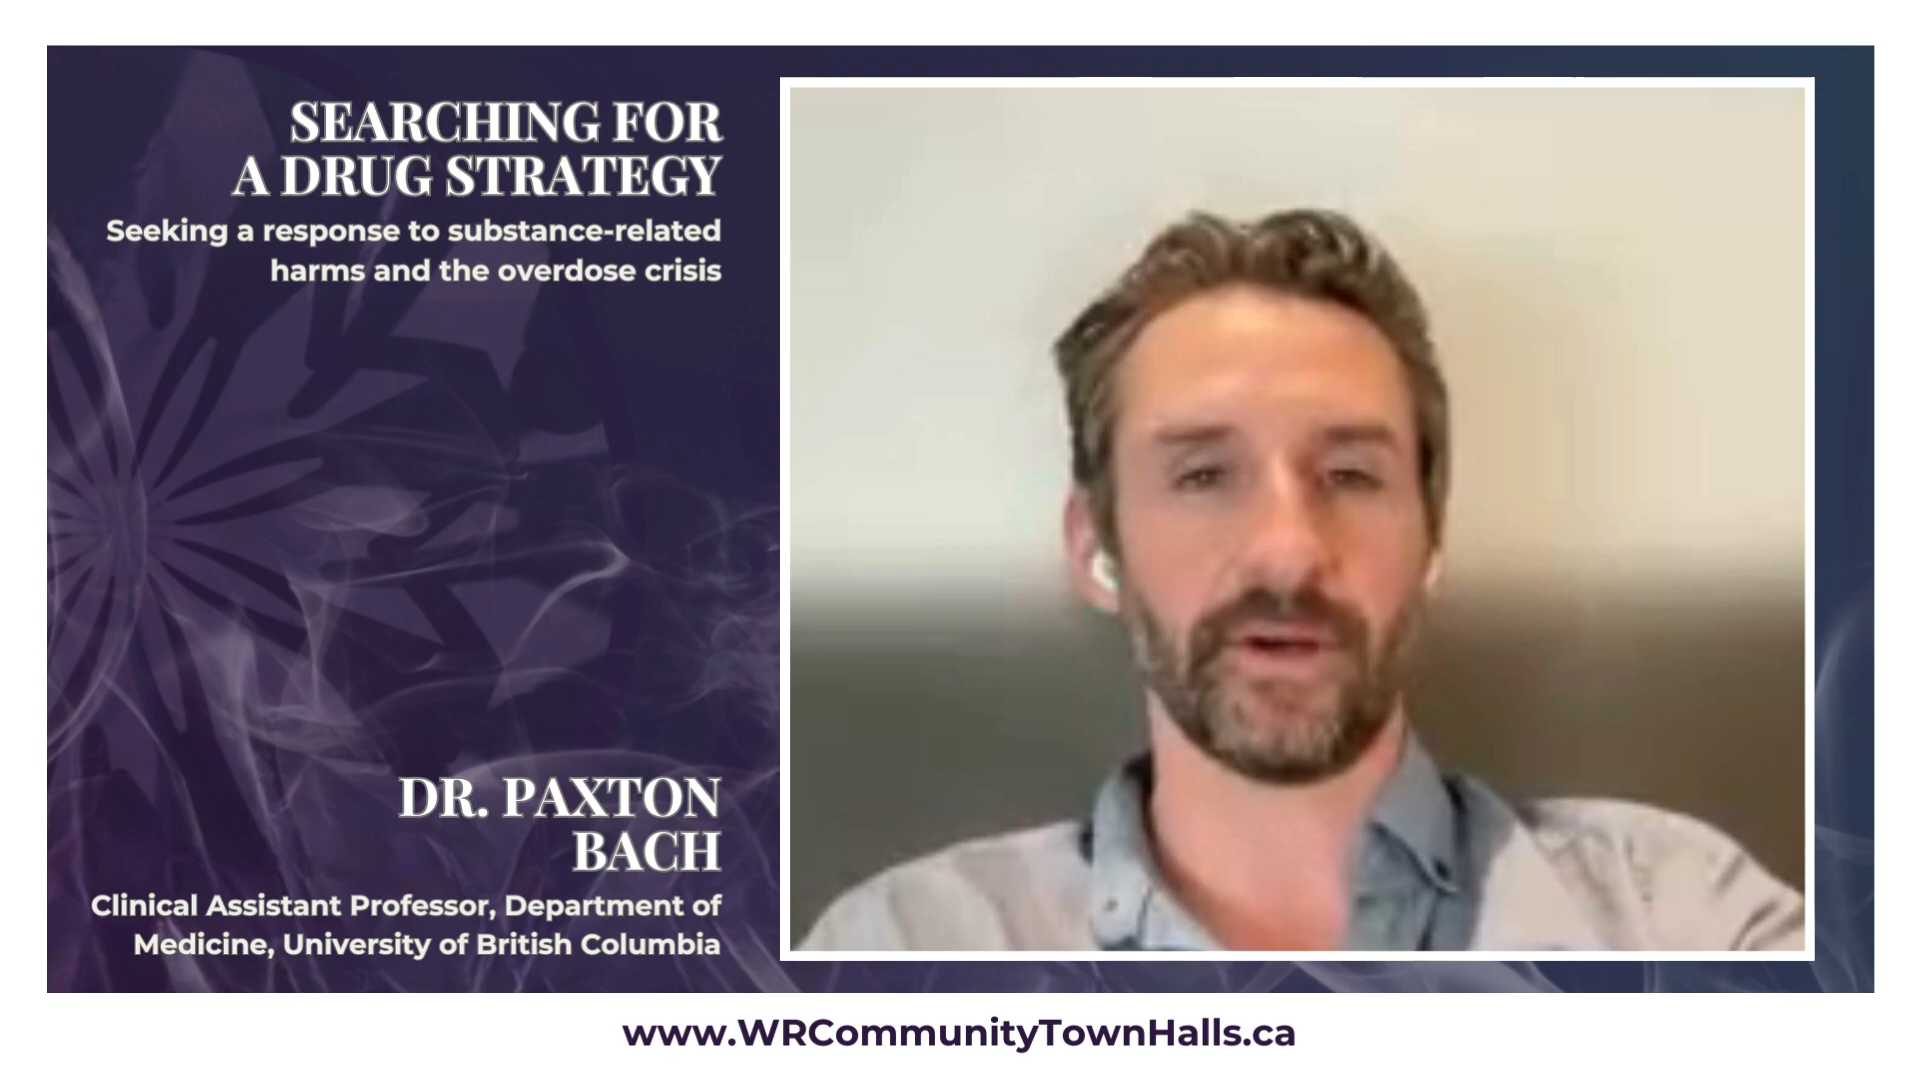 SEARCHING FOR
A DRUG STRATEGY
Seeking a response to substance-related
harms and the overdose crisis
DR. PAXTON
BACH
Clinical Assistant Professor, Department of
Medicine, University of British Columbia
www.WRCommunityTownHalls.ca